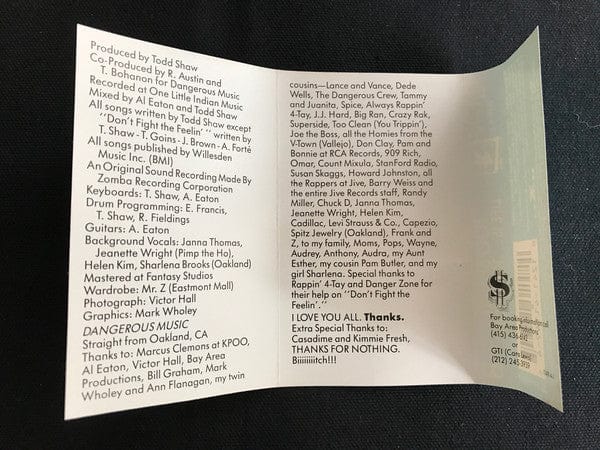 Produced by Todd Shaw
Co-Produced by R. Austin and
T. Bohanon for Dangerous Music
Recorded at One Little Indian Music
Mixed by Al Eaton and Todd Shaw
All songs written by Todd Shaw except
"Don't Fight the Feelin' " written by
T. Shaw - T. Goins - J. Brown - A. Forté
All songs published by Willesden
Music Inc. (BMI)
An Original Sound Recording Made By
Zomba Recording Corporation
Keyboards: T. Shaw, A. Eaton
Drum Programming: E. Francis,
T. Shaw, R. Fieldings
Guitars: A. Eaton
Background Vocals: Janna Thomas,
Jeanette Wright (Pimp the Ho),
Helen Kim, Sharlena Brooks (Oakland)
Mastered at Fantasy Studios
Wardrobe: Mr. Z (Eastmont Mall)
Photograph: Victor Hall
Graphics: Mark Wholey
DANGEROUS MUSIC
Straight from Oakland, CA
Thanks to: Marcus Clemons at KPOO,
Al Eaton, Victor Hall, Bay Area
Productions, Bill Graham, Mark
Wholey and Ann Flanagan, my twin
cousins—Lance and Vance, Dede
Wells, The Dangerous Crew, Tammy
and Juanita, Spice, Always Rappin'
4-Tay, J.J. Hard, Big Ran, Crazy Rak,
Superside, Too Clean (You Trippin'),
Joe the Boss, all the Homies from the
V-Town (Vallejo), Don Clay, Pam and
Bonnie at RCA Records, 909 Rich,
Omar, Count Mixula, StanFord Radio,
Susan Skaggs, Howard Johnston, all
the Rappers at Jive, Barry Weiss and
the entire Jive Records staff, Randy
Miller, Chuck D, Janna Thomas,
Jeanette Wright, Helen Kim,
Cadillac, Levi Strauss & Co., Capezio,
Spitz Jewelry (Oakland), Frank and
Z, to my family, Moms, Pops, Wayne,
Audrey, Anthony, Audra, my Aunt
Esther, my cousin Pam Butler, and my
girl Sharlena. Special thanks to
Rappin' 4-Tay and Danger Zone for
their help on "Don't Fight the
Feelin'."
I LOVE YOU ALL. Thanks.
Extra Special Thanks to:
Casadime and Kimmie Fresh,
THANKS FOR NOTHING.
Biiiiiiiitch!!!
$
For booking
Bay Area Productions
or
GTI
(212) 245-